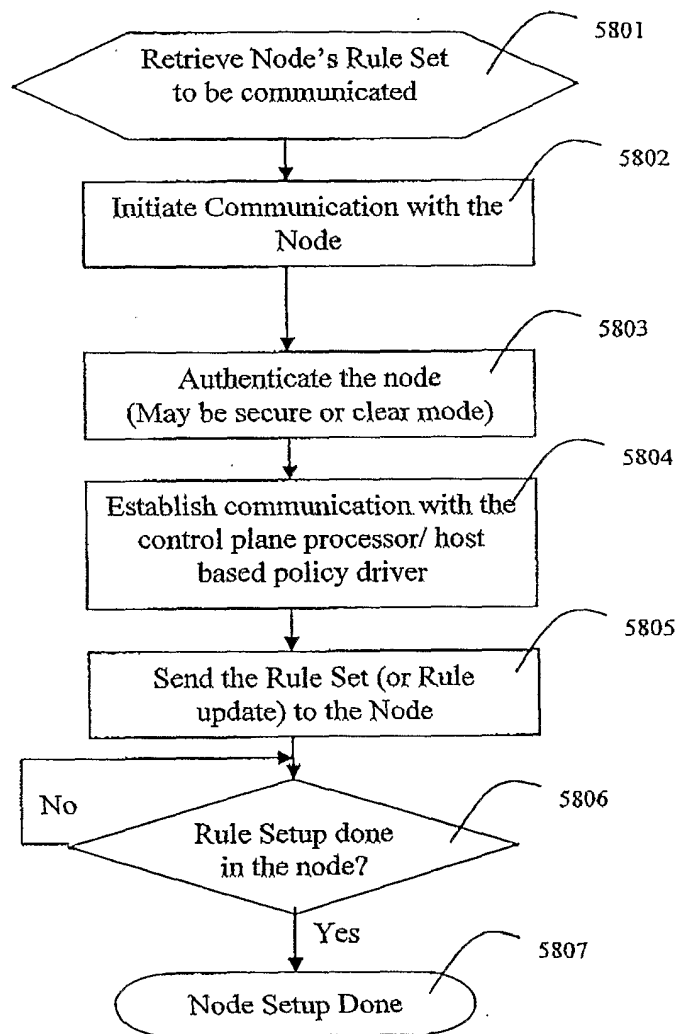 5801
Retrieve Node's Rule Set
to be communicated
5802
Initiate Communication with the
Node
5803
Authenticate the node
(May be secure or clear mode)
5804
Establish communication with the
control plane processor/ host
based policy driver
5805
Send the Rule Set (or Rule
update) to the Node
No
5806
Rule Setup done
in the node?
Yes
5807
Node Setup Done